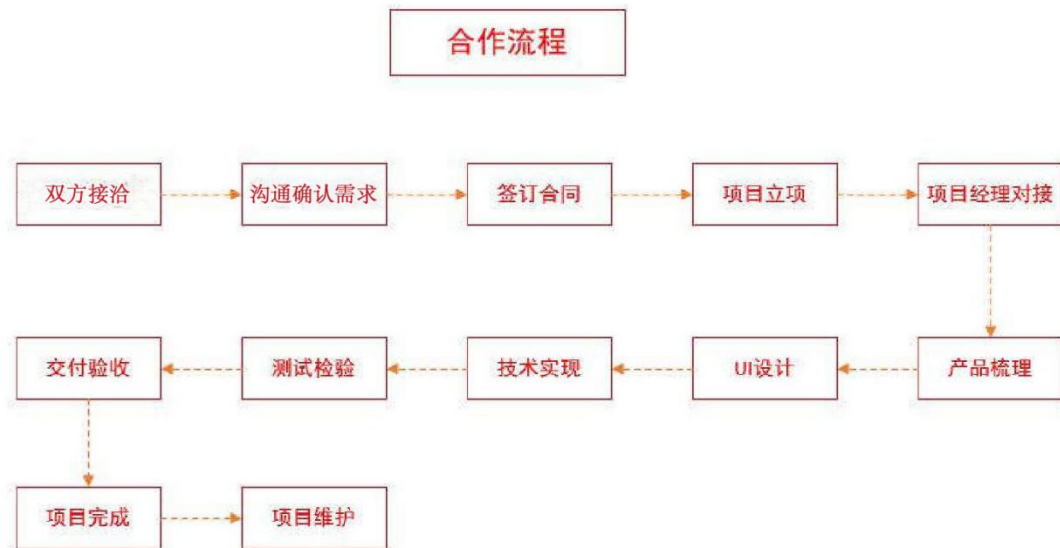 合作流程
双方接洽
沟通确认需求
签订合同
项目立项
项目经理对接
产品梳理
UI设计
技术实现
测试检验
交付验收
项目完成
项目维护